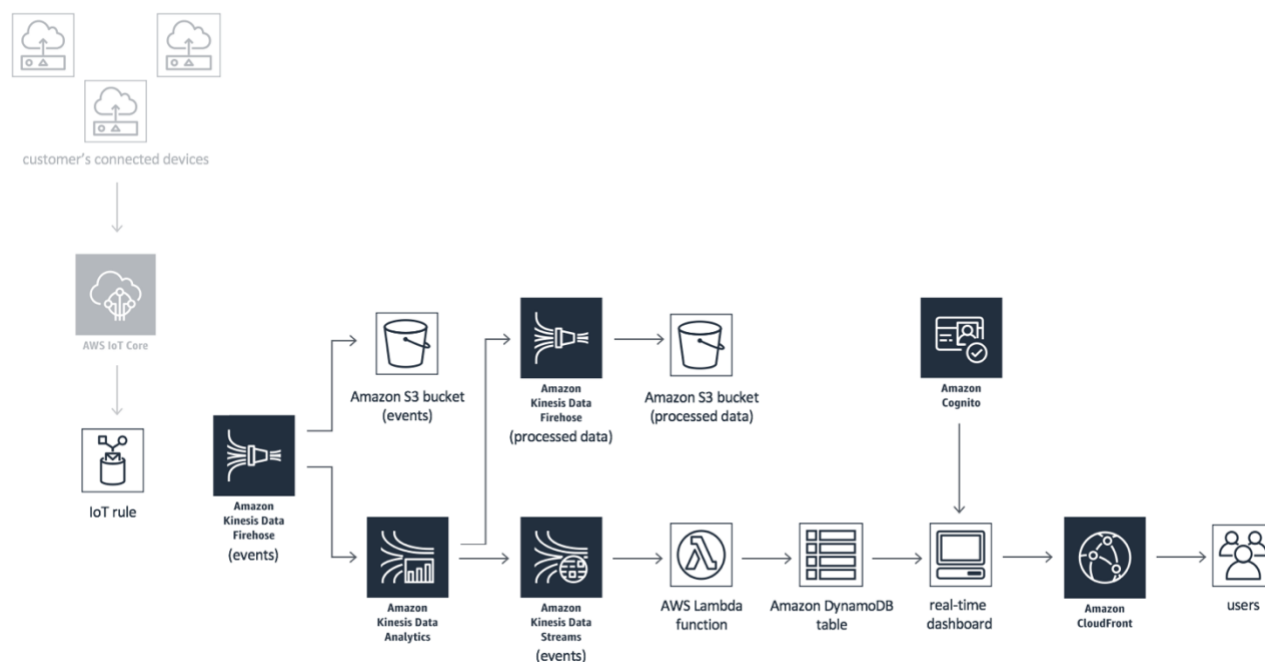 customer's connected devices
AWS IoT Core
IoT rule
Amazon
Kinesis Data
Firehose
(events)
Amazon S3 bucket
(events)
Amazon
Kinesis Data
Analytics
Amazon
Kinesis Data
Firehose
(processed data)
Amazon S3 bucket
(processed data)
Amazon
Kinesis Data
Streams
(events)
AWS Lambda
function
Amazon DynamoDB
table
Amazon
Cognito
real-time
dashboard
Amazon
CloudFront
users